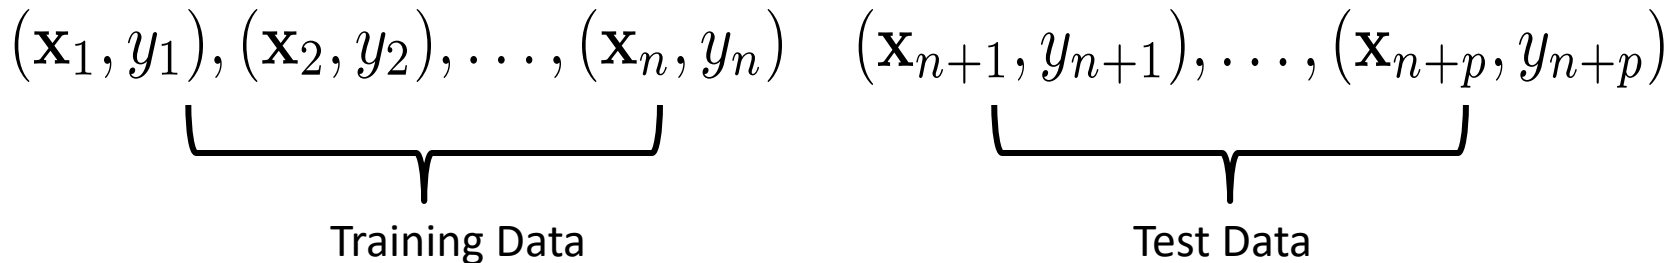 (x₁, y₁), (x₂, y₂), . . . , (xₙ, yₙ) (xₙ₊₁, yₙ₊₁), . . . , (xₙ₊ₚ, yₙ₊ₚ)
Training Data Test Data